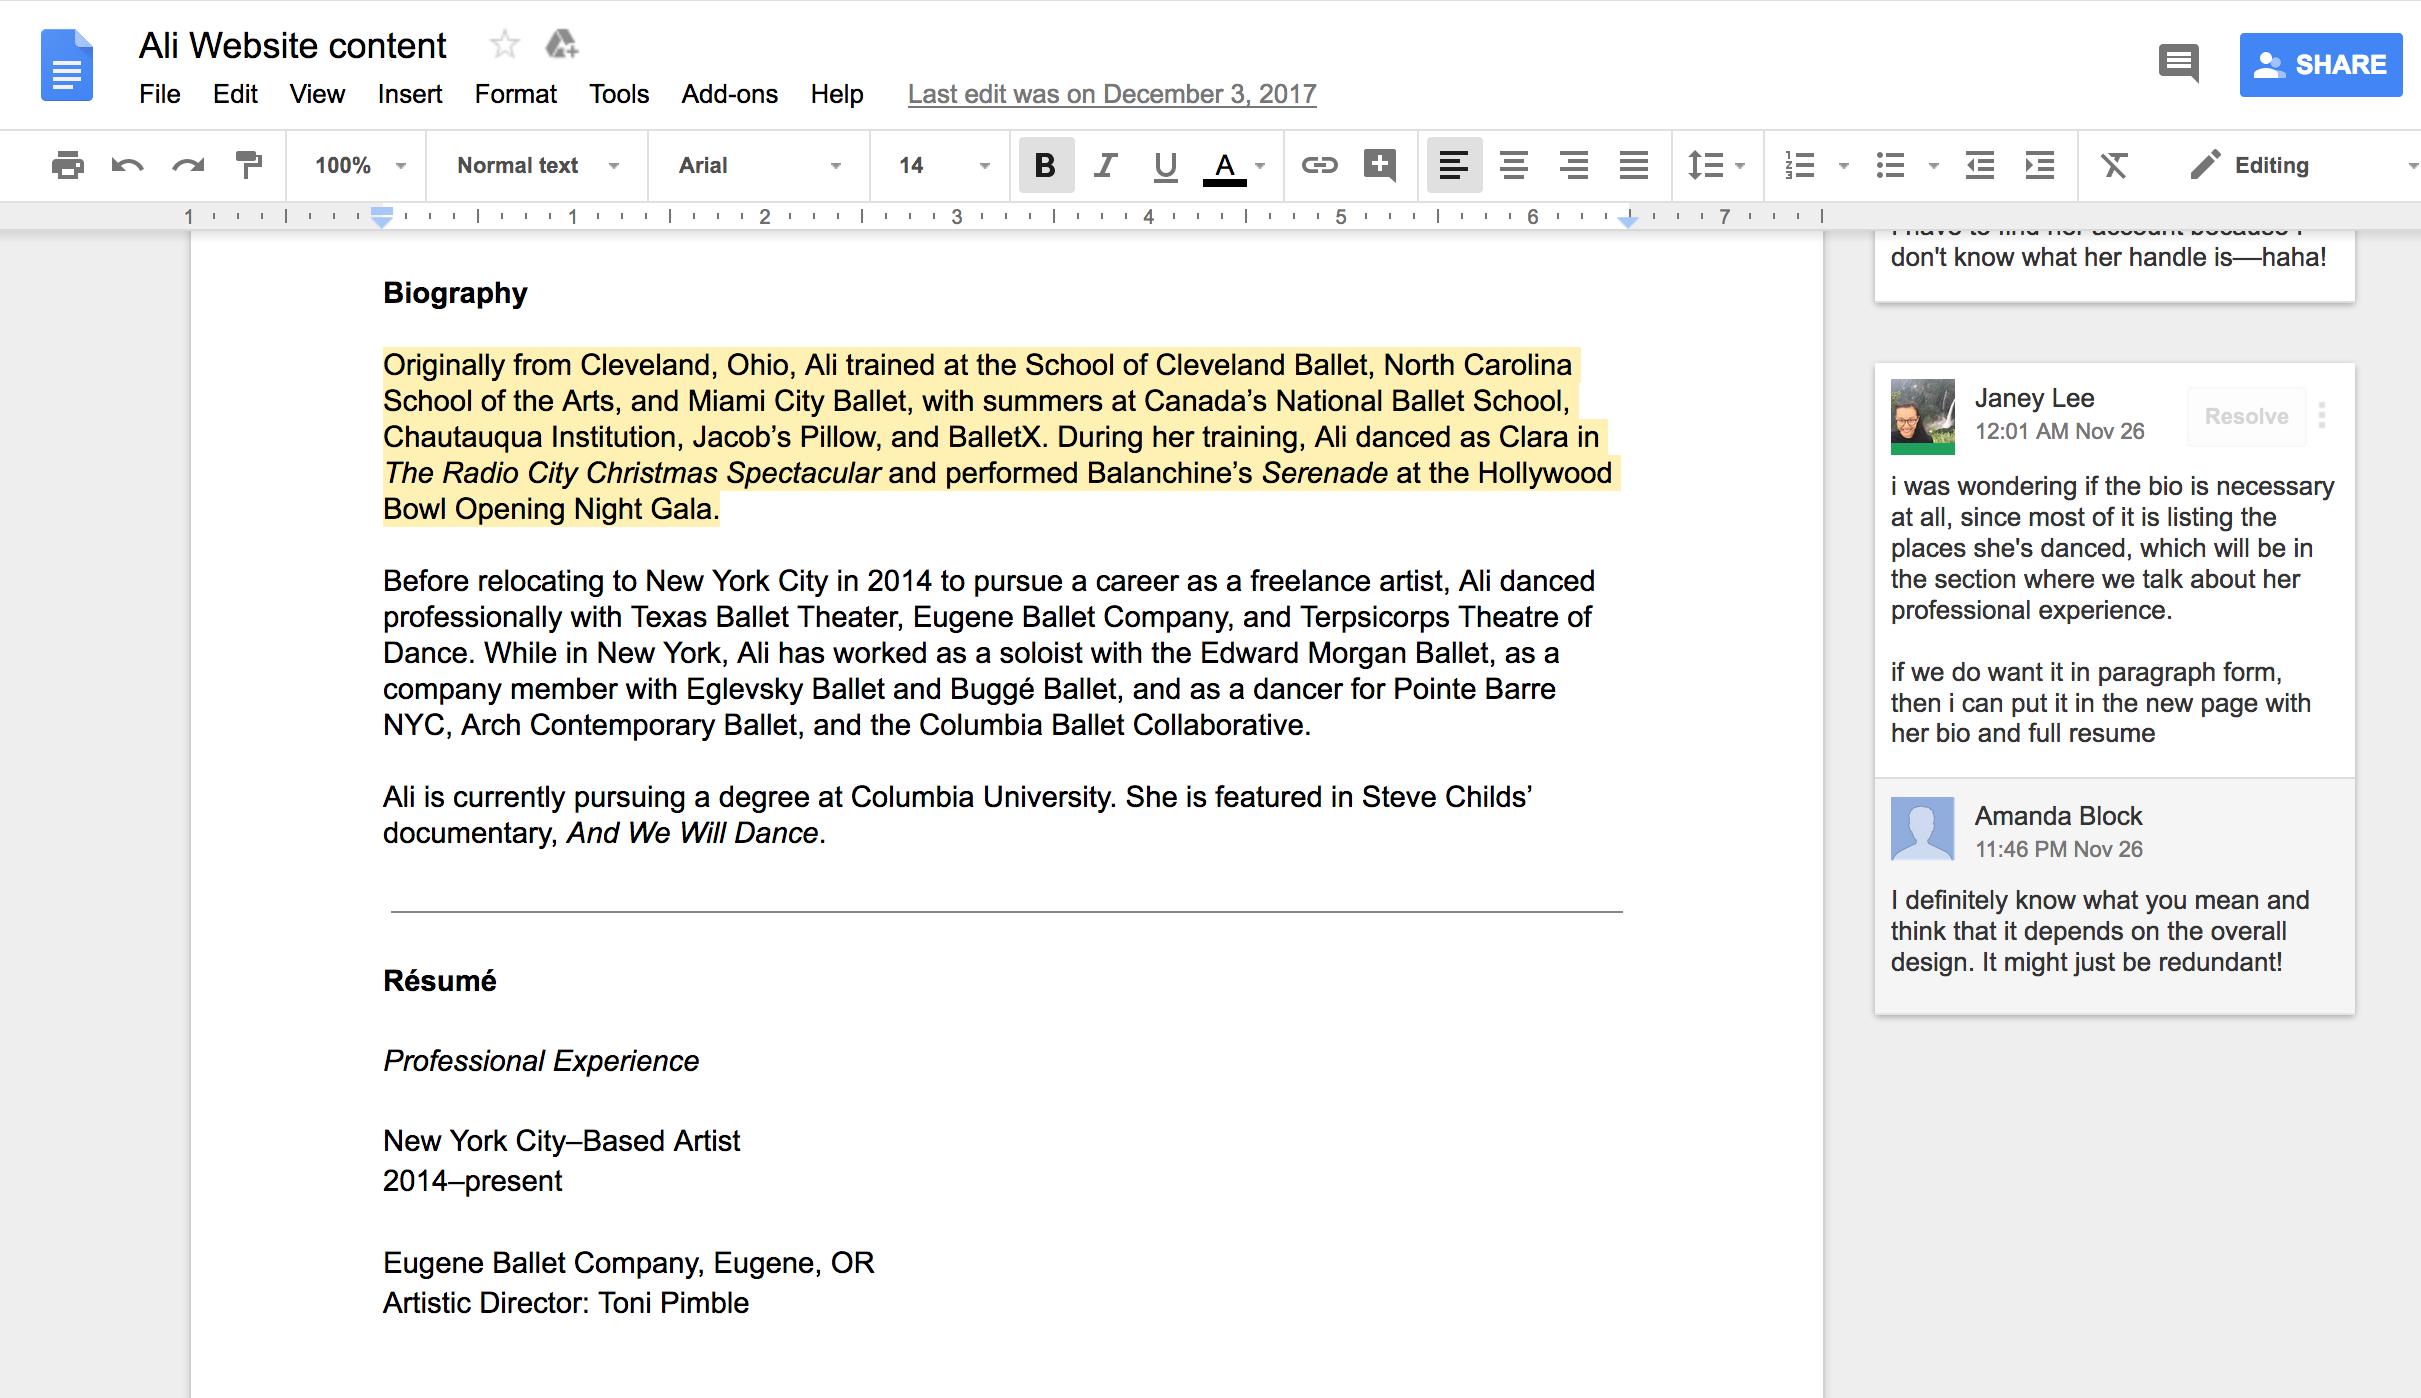 Ali Website content
File Edit View Insert Format Tools Add-ons Help Last edit was on December 3, 2017
SHARE
100% Normal text Arial 14 B I U A Editing
1 1 2 3 4 5 6 7
Biography
Originally from Cleveland, Ohio, Ali trained at the School of Cleveland Ballet, North Carolina
School of the Arts, and Miami City Ballet, with summers at Canada’s National Ballet School,
Chautauqua Institution, Jacob’s Pillow, and BalletX. During her training, Ali danced as Clara in
The Radio City Christmas Spectacular and performed Balanchine’s Serenade at the Hollywood
Bowl Opening Night Gala.
Before relocating to New York City in 2014 to pursue a career as a freelance artist, Ali danced
professionally with Texas Ballet Theater, Eugene Ballet Company, and Terpsicorps Theatre of
Dance. While in New York, Ali has worked as a soloist with the Edward Morgan Ballet, as a
company member with Eglevsky Ballet and Buggé Ballet, and as a dancer for Pointe Barre
NYC, Arch Contemporary Ballet, and the Columbia Ballet Collaborative.
Ali is currently pursuing a degree at Columbia University. She is featured in Steve Childs’
documentary, And We Will Dance.
Résumé
Professional Experience
New York City–Based Artist
2014–present
Eugene Ballet Company, Eugene, OR
Artistic Director: Toni Pimble
I have to find her account because I
don't know what her handle is—haha!
Janey Lee
12:01 AM Nov 26
Resolve
i was wondering if the bio is necessary
at all, since most of it is listing the
places she's danced, which will be in
the section where we talk about her
professional experience.
if we do want it in paragraph form,
then i can put it in the new page with
her bio and full resume
Amanda Block
11:46 PM Nov 26
I definitely know what you mean and
think that it depends on the overall
design. It might just be redundant!